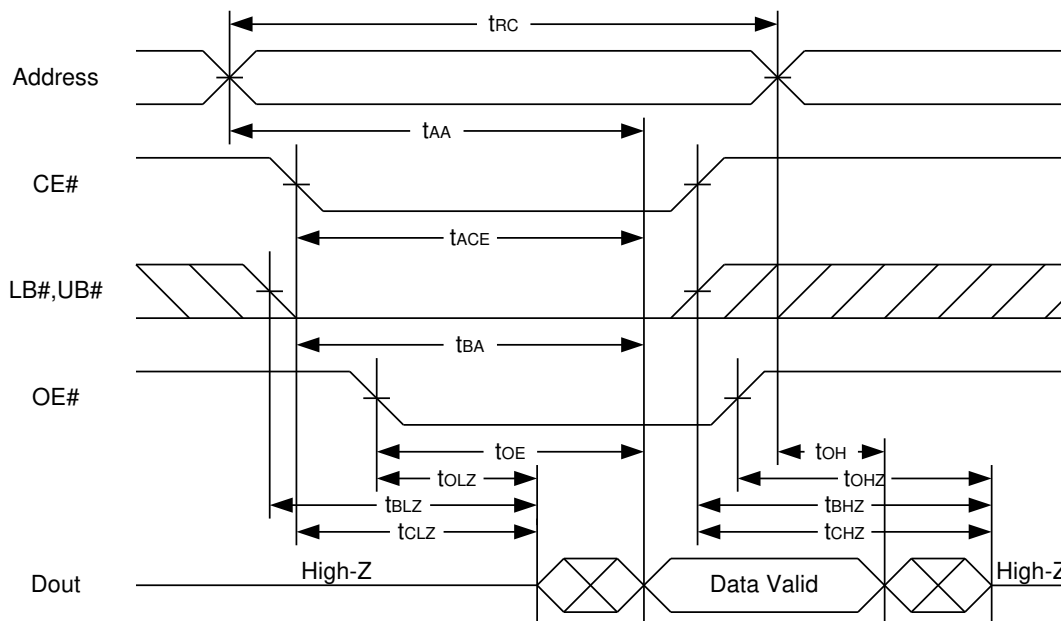 tRC
Address
tAA
CE#
tACE
LB#,UB#
tBA
OE#
tOE
tOH
tOLZ
tOHZ
tBLZ
tBHZ
tCLZ
tCHZ
Dout
High-Z
Data Valid
High-Z